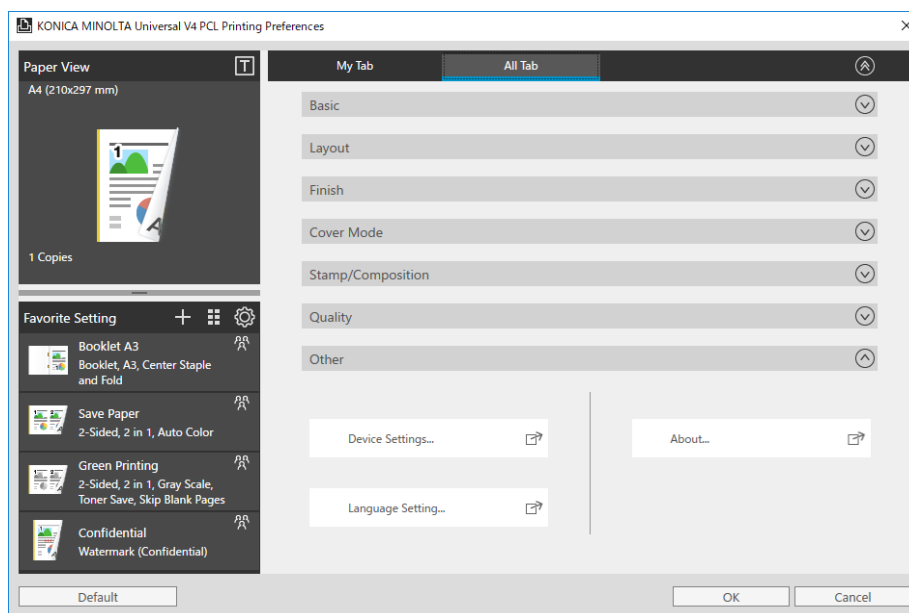 KONICA MINOLTA Universal V4 PCL Printing Preferences
Paper View
T
A4 (210x297 mm)
1
A
1 Copies
Favorite Setting
Booklet A3
Booklet, A3, Center Staple
and Fold
Save Paper
2-Sided, 2 in 1, Auto Color
Green Printing
2-Sided, 2 in 1, Gray Scale,
Toner Save, Skip Blank Pages
Confidential
Watermark (Confidential)
My Tab
All Tab
Basic
Layout
Finish
Cover Mode
Stamp/Composition
Quality
Other
Device Settings...
About...
Language Setting...
Default
OK
Cancel